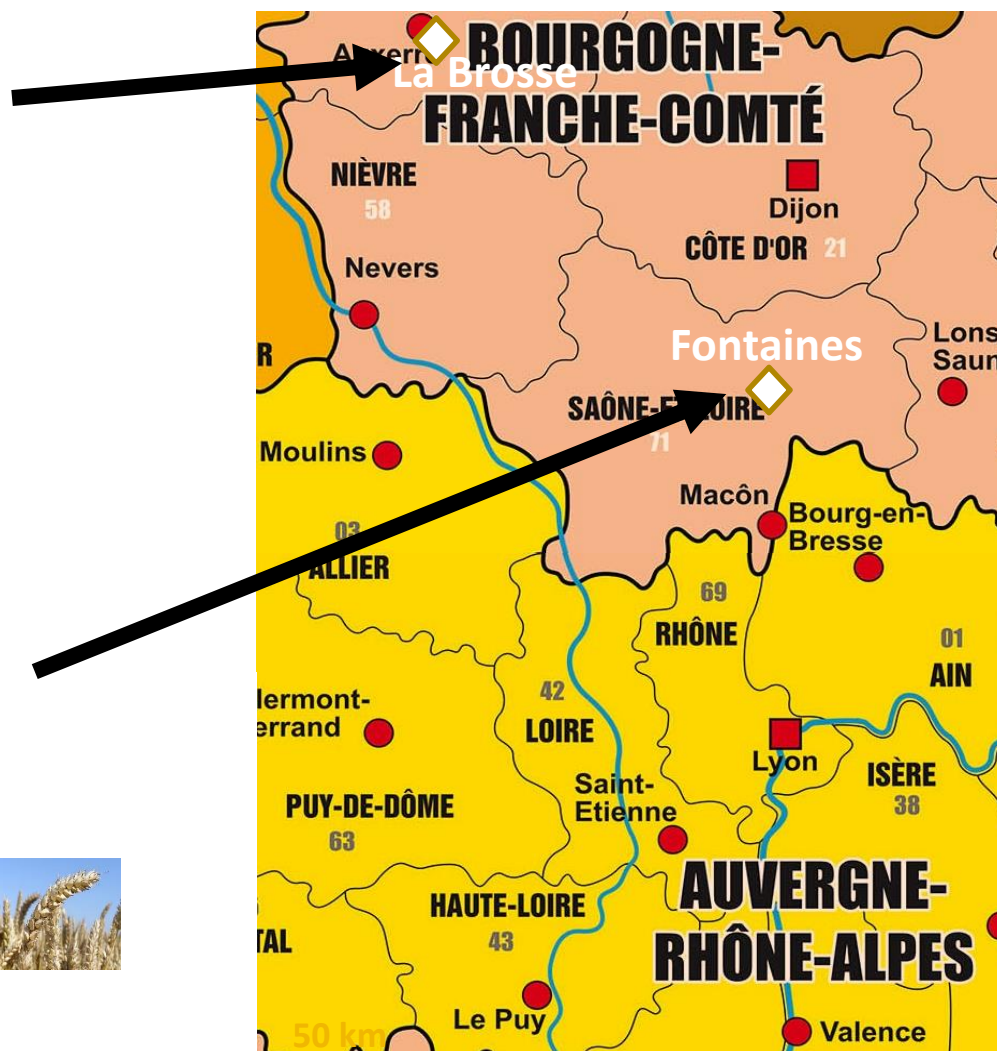 BOURGOGNE-
FRANCHE-COMTÉ
La Brosse
NIÈVRE
58
Dijon
CÔTE D'OR 21
Nevers
Fontaines
Lons
Saun
R
SAÔNE-ET-LOIRE
71
Moulins
Macôn
Bourg-en-
Bresse
03
ALLIER
69
RHÔNE
01
AIN
42
LOIRE
lermont-
errand
Lyon
ISÈRE
38
Saint-
Etienne
PUY-DE-DÔME
63
AUVERGNE-
RHÔNE-ALPES
HAUTE-LOIRE
43
TAL
Le Puy
Valence
50 km